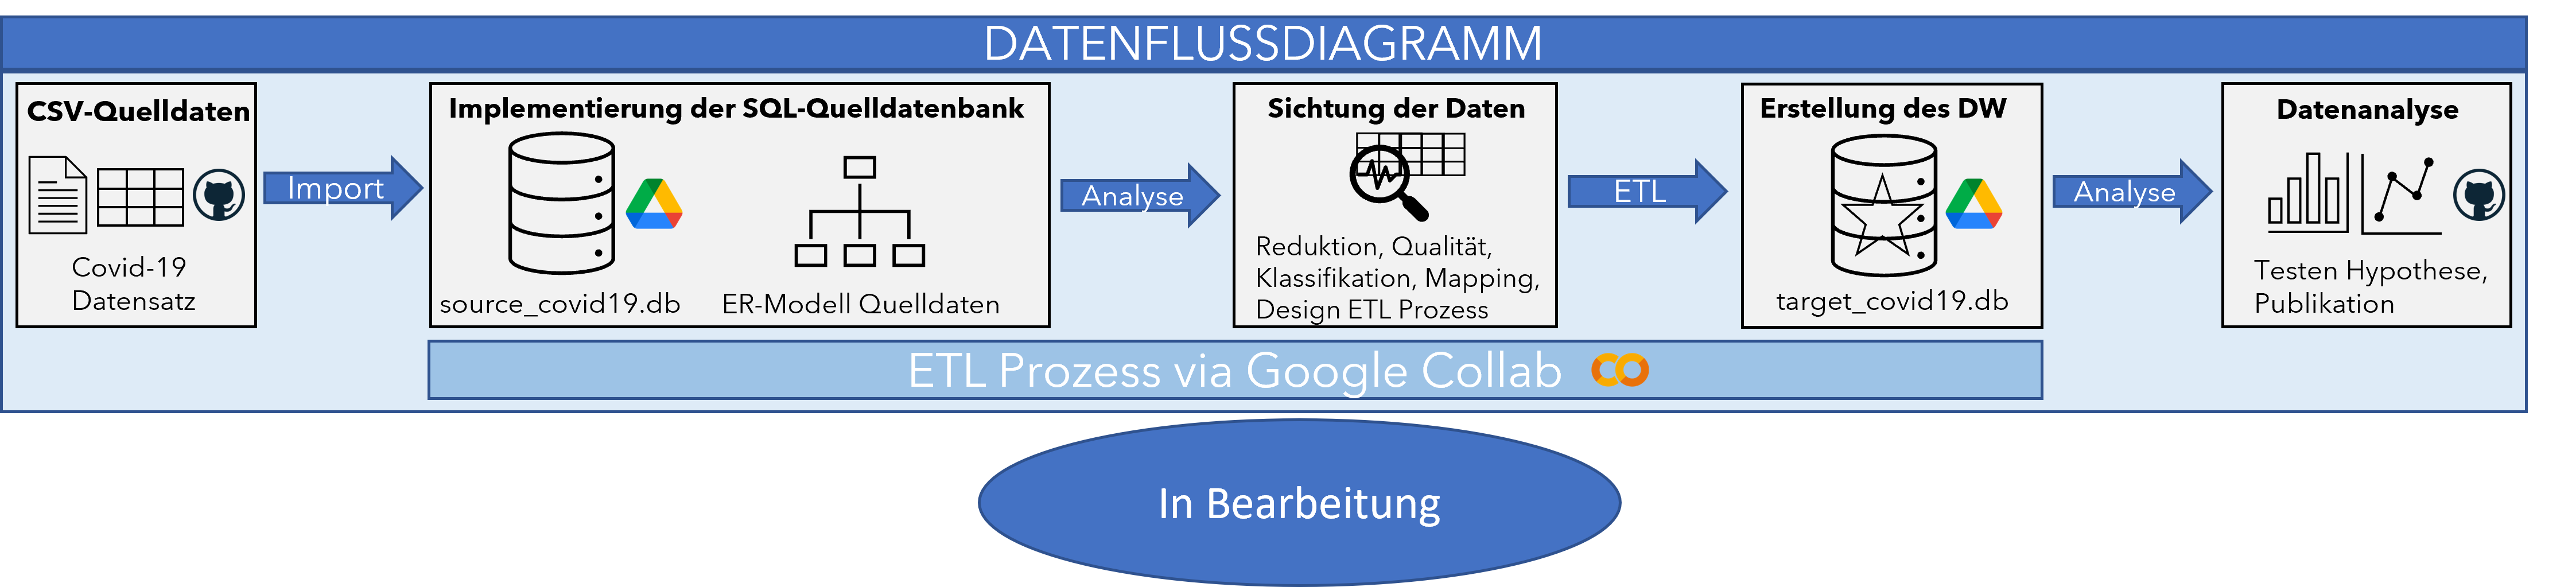 DATENFLUSSDIAGRAMM
CSV-Quelldaten
Covid-19
Datensatz
Import
Implementierung der SQL-Quelldatenbank
source_covid19.db
ER-Modell Quelldaten
Analyse
Sichtung der Daten
Reduktion, Qualität,
Klassifikation, Mapping,
Design ETL Prozess
ETL
Erstellung des DW
target_covid19.db
Analyse
Datenanalyse
Testen Hypothese,
Publikation
ETL Prozess via Google Collab
In Bearbeitung